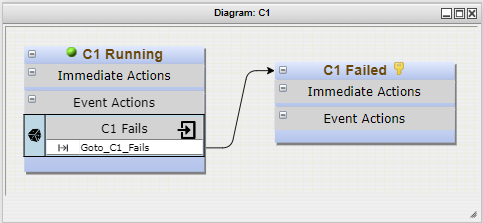 Diagram: C1
C1 Running
Immediate Actions
Event Actions
C1 Fails
Goto_C1_Fails
C1 Failed
Immediate Actions
Event Actions